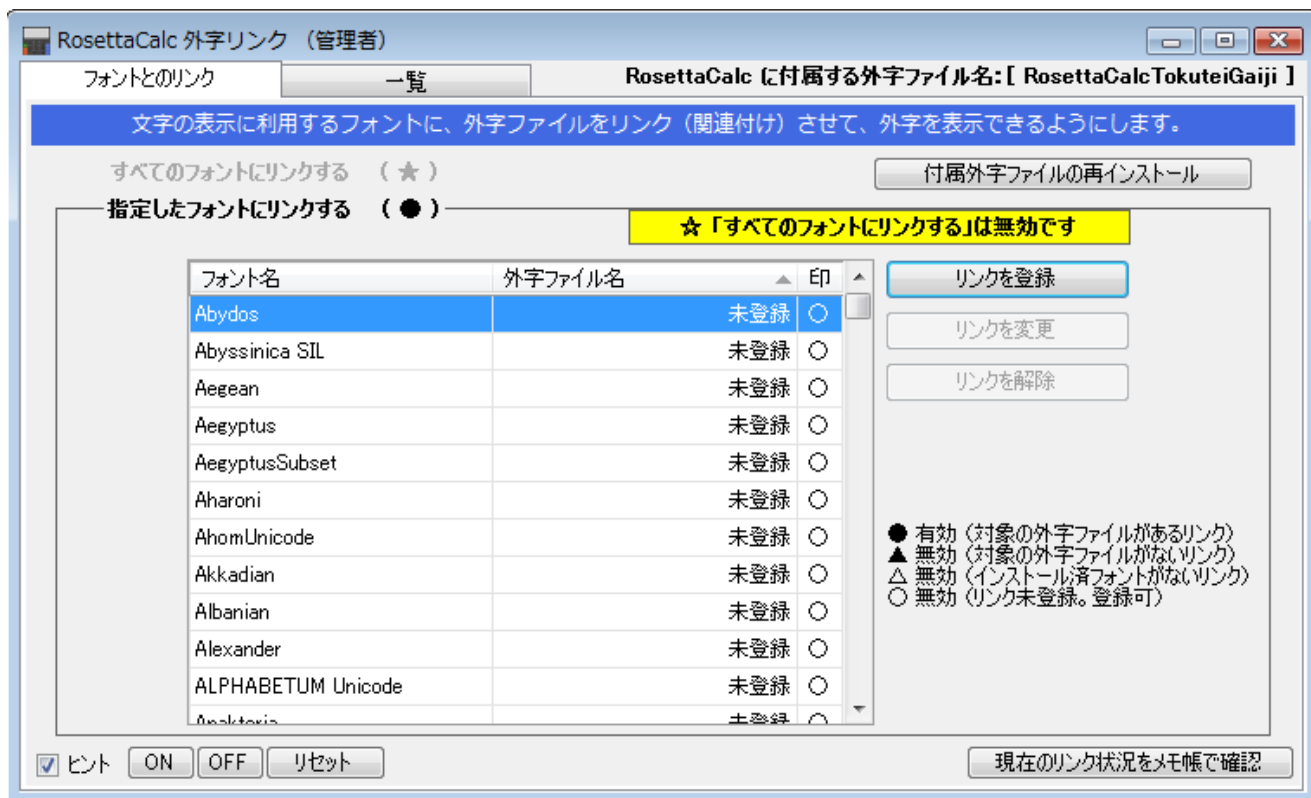 RosettaCalc 外字リンク （管理者）
フォントとのリンク 一覧 RosettaCalc に付属する外字ファイル名:[ RosettaCalcTokuteiGaiji ]
文字の表示に利用するフォントに、外字ファイルをリンク（関連付け）させて、外字を表示できるようにします。
すべてのフォントにリンクする （ ★ ） 付属外字ファイルの再インストール
指定したフォントにリンクする （ ● ）
☆「すべてのフォントにリンクする」は無効です
フォント名 外字ファイル名 印 リンクを登録
Abydos 未登録 ○
リンクを変更
Abyssinica SIL 未登録 ○
リンクを解除
Aegean 未登録 ○
Aegyptus 未登録 ○
AegyptusSubset 未登録 ○
Aharoni 未登録 ○
AhomUnicode 未登録 ○
Akkadian 未登録 ○
Albanian 未登録 ○
Alexander 未登録 ○
ALPHABETUM Unicode 未登録 ○
Anaktoria 未登録 ○
● 有効（対象の外字ファイルがあるリンク）
▲ 無効（対象の外字ファイルがないリンク）
△ 無効（インストール済フォントがないリンク）
○ 無効（リンク未登録。登録可）
ヒント ON OFF リセット 現在のリンク状況をメモ帳で確認